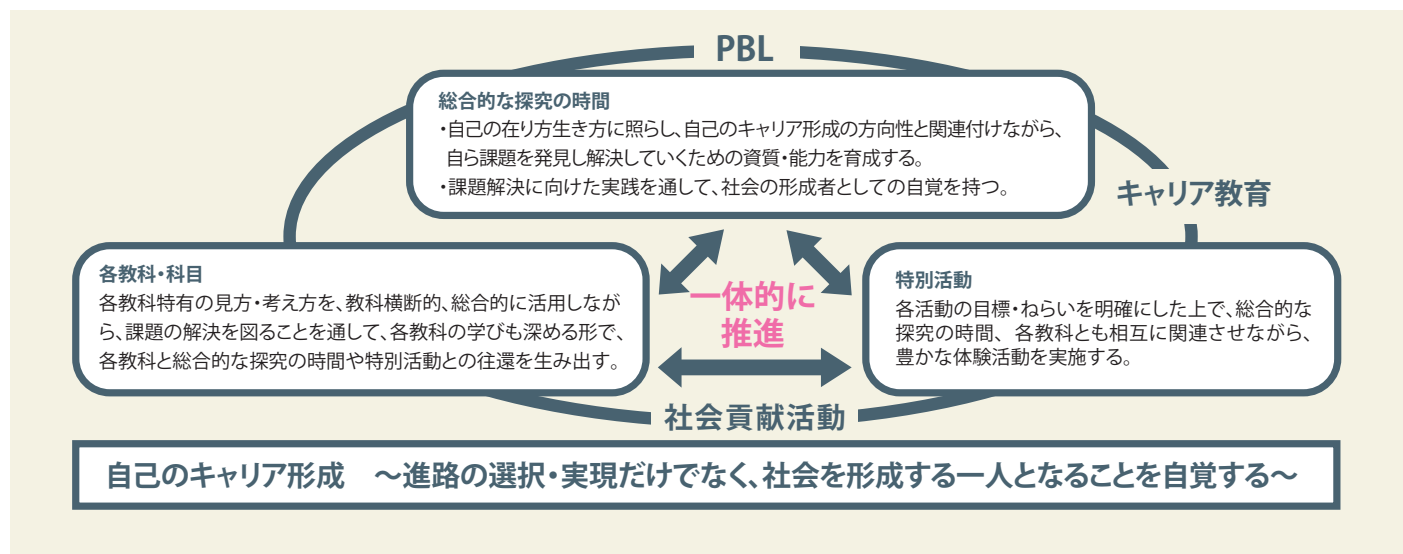 PBL
総合的な探究の時間
・自己の在り方生き方に照らし、自己のキャリア形成の方向性と関連付けながら、
自ら課題を発見し解決していくための資質・能力を育成する。
・課題解決に向けた実践を通して、社会の形成者としての自覚を持つ。
キャリア教育
各教科・科目
各教科特有の見方・考え方を、教科横断的、総合的に活用しなが
ら、課題の解決を図ることを通して、各教科の学びも深める形で、
各教科と総合的な探究の時間や特別活動との往還を生み出す。
一体的に
推進
特別活動
各活動の目標・ねらいを明確にした上で、総合的な
探究の時間、各教科とも相互に関連させながら、
豊かな体験活動を実施する。
社会貢献活動
自己のキャリア形成　～進路の選択・実現だけでなく、社会を形成する一人となることを自覚する～